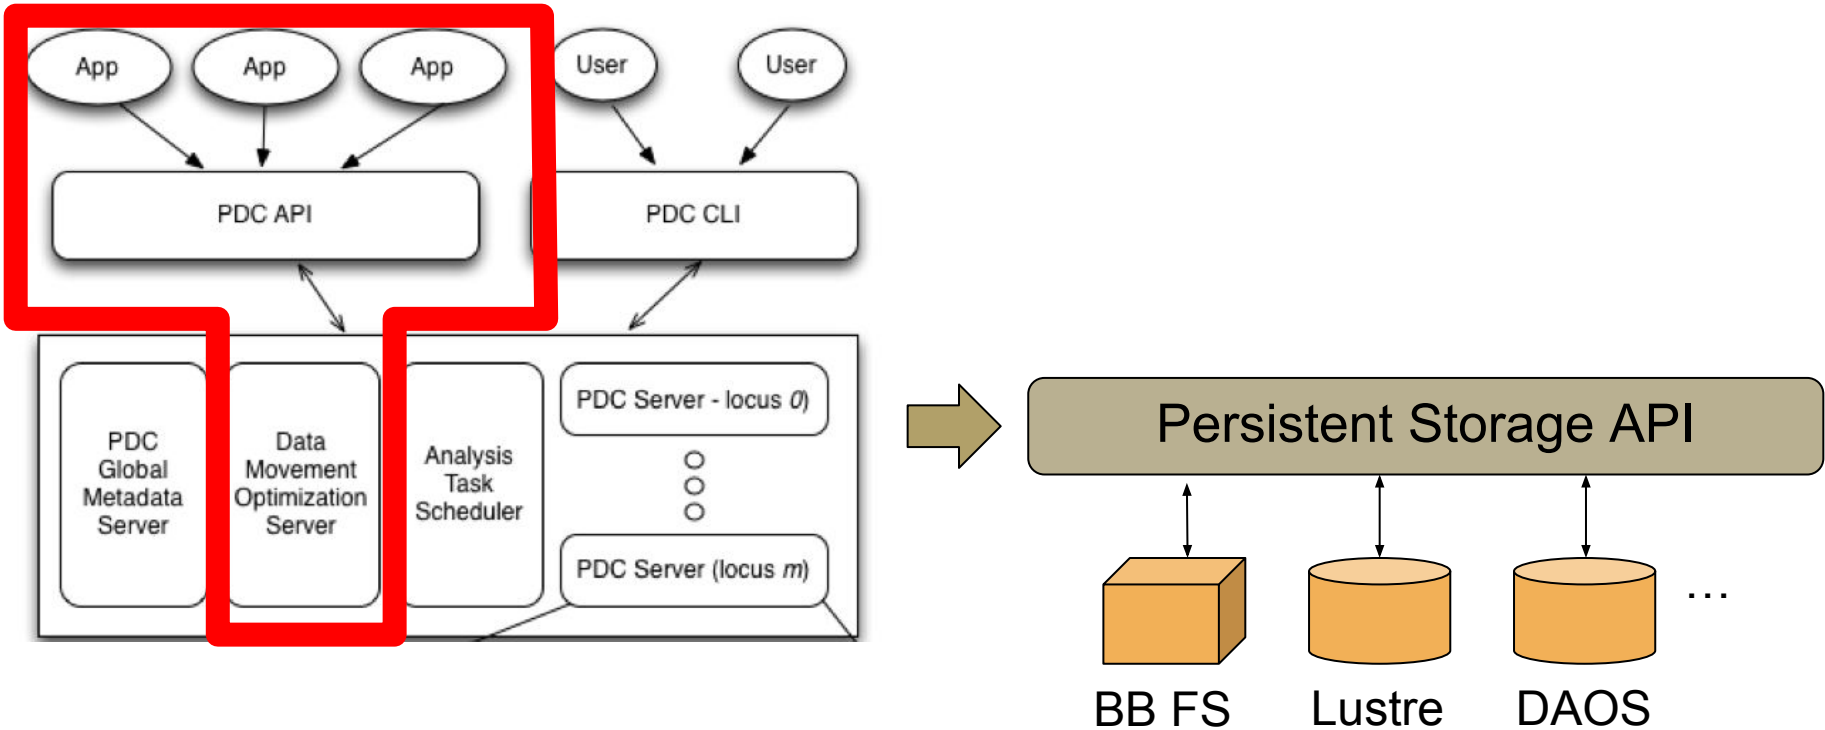 App
App
App
User
User
PDC API
PDC CLI
PDC
Global
Metadata
Server
Data
Movement
Optimization
Server
Analysis
Task
Scheduler
PDC Server - locus 0)
PDC Server (locus m)
Persistent Storage API
BB FS
Lustre
DAOS
...